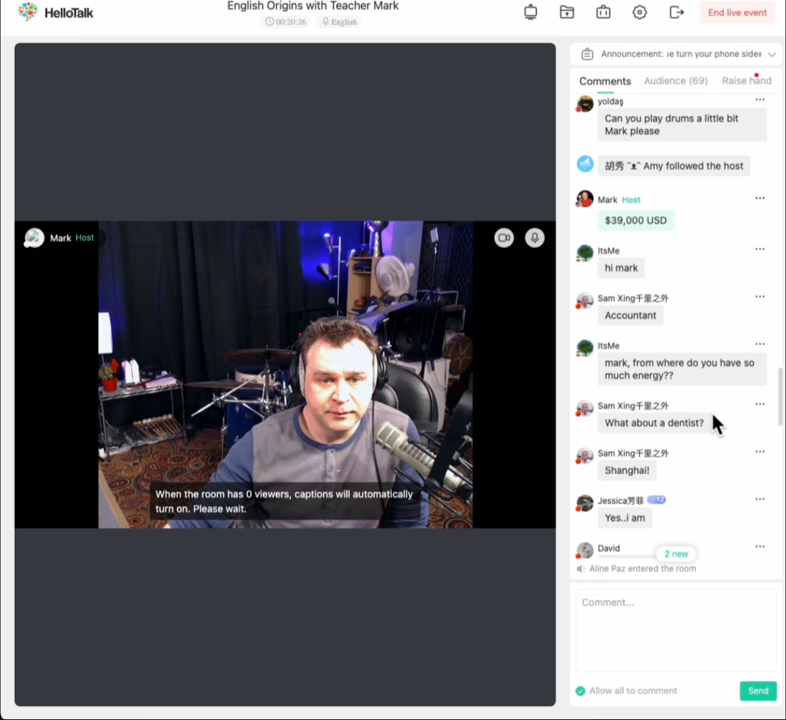 HelloTalk
English Origins with Teacher Mark
00:20:26
English
End live event
Mark Host
When the room has 0 viewers, captions will automatically
turn on. Please wait.
Announcement: se turn your phone sidew
Comments
Audience (69)
Raise hand
yoldaş
Can you play drums a little bit
Mark please
胡秀 ˆᴥˆ Amy followed the host
Mark Host
$39,000 USD
ItsMe
hi mark
Sam Xing千里之外
Accountant
ItsMe
mark, from where do you have so
much energy??
Sam Xing千里之外
What about a dentist?
Sam Xing千里之外
Shanghai!
Jessica芳菲
Yes..i am
David
2 new
Aline Paz entered the room
Comment...
Allow all to comment
Send